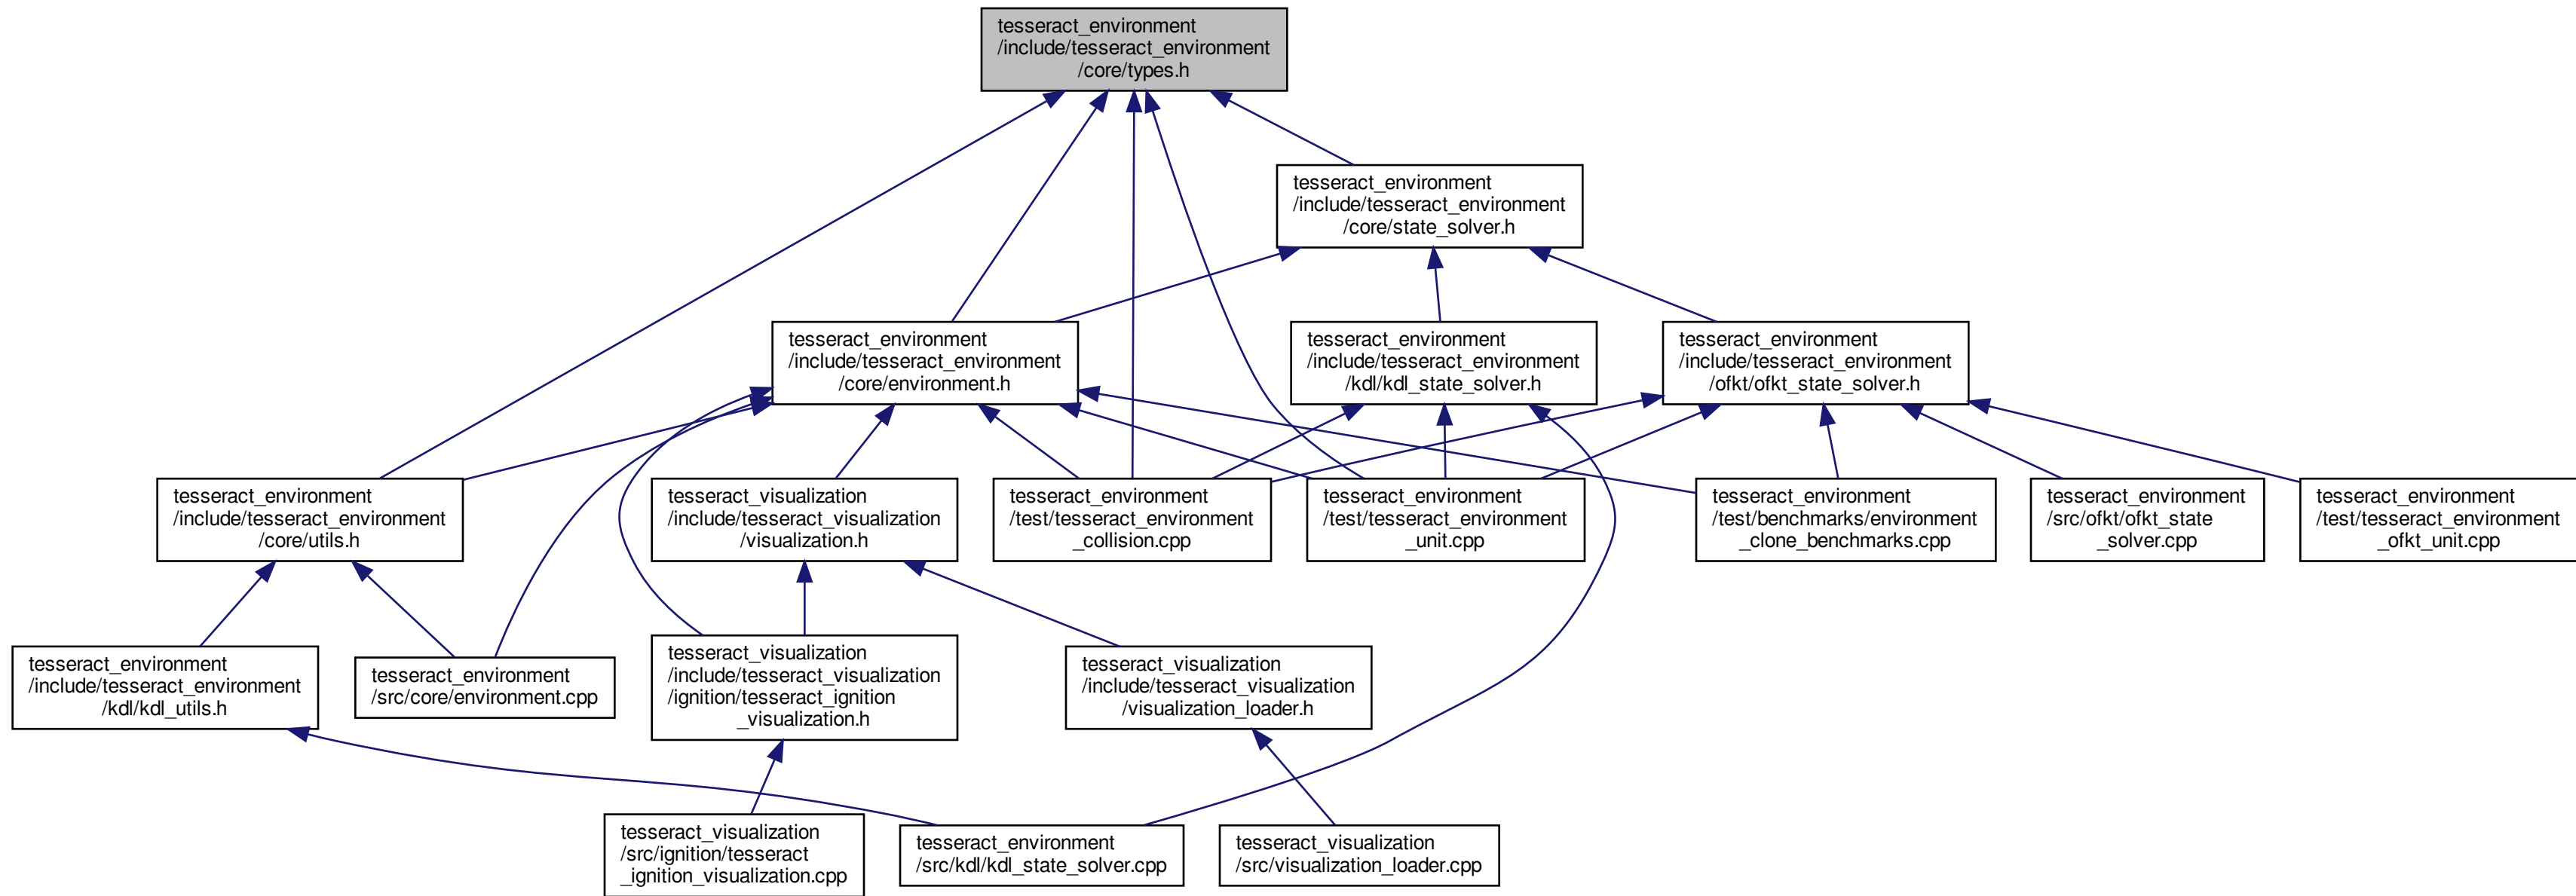 tesseract_environment
/include/tesseract_environment
/core/types.h
tesseract_environment
/include/tesseract_environment
/core/state_solver.h
tesseract_environment
/include/tesseract_environment
/core/environment.h
tesseract_environment
/include/tesseract_environment
/kdl/kdl_state_solver.h
tesseract_environment
/include/tesseract_environment
/ofkt/ofkt_state_solver.h
tesseract_environment
/include/tesseract_environment
/core/utils.h
tesseract_visualization
/include/tesseract_visualization
/visualization.h
tesseract_environment
/test/tesseract_environment
_collision.cpp
tesseract_environment
/test/tesseract_environment
_unit.cpp
tesseract_environment
/test/benchmarks/environment
_clone_benchmarks.cpp
tesseract_environment
/src/ofkt/ofkt_state
_solver.cpp
tesseract_environment
/test/tesseract_environment
_ofkt_unit.cpp
tesseract_environment
/include/tesseract_environment
/kdl/kdl_utils.h
tesseract_environment
/src/core/environment.cpp
tesseract_visualization
/include/tesseract_visualization
/ignition/tesseract_ignition
_visualization.h
tesseract_visualization
/include/tesseract_visualization
/visualization_loader.h
tesseract_visualization
/src/ignition/tesseract
_ignition_visualization.cpp
tesseract_environment
/src/kdl/kdl_state_solver.cpp
tesseract_visualization
/src/visualization_loader.cpp